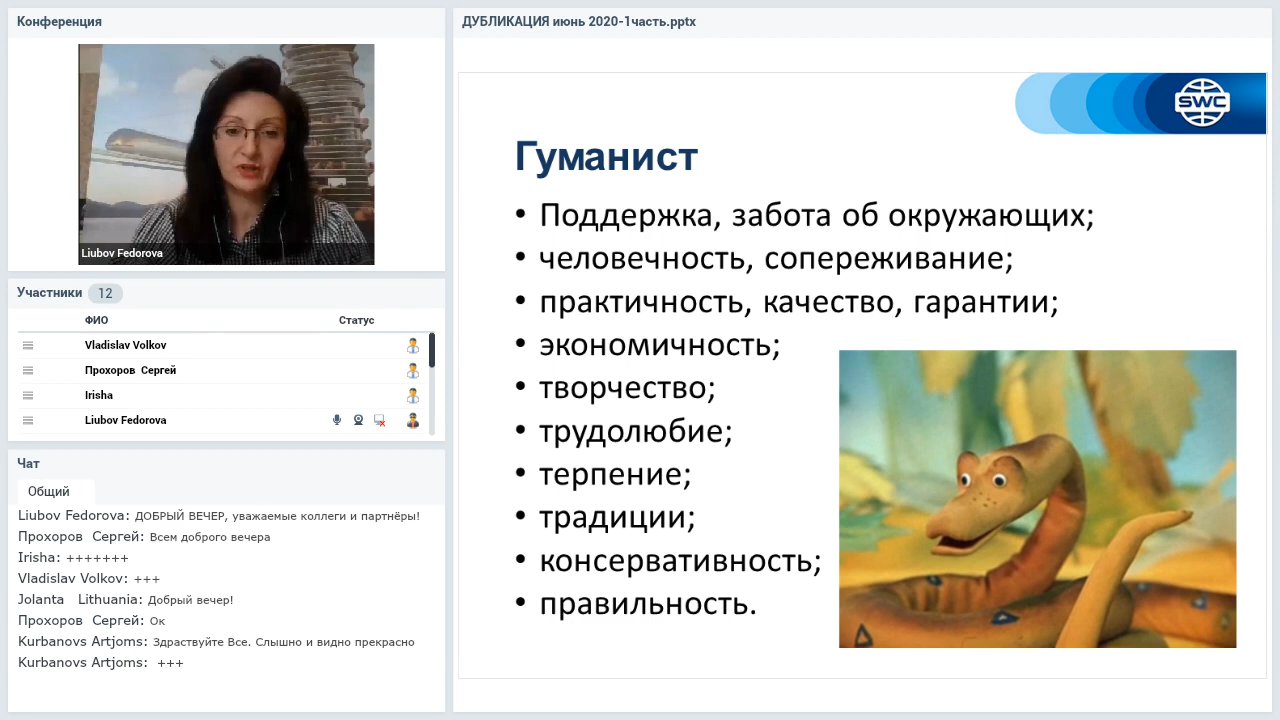 Конференция
Liubov Fedorova
Участники 12
ФИО Статус
Vladislav Volkov
Прохоров Сергей
Irisha
Liubov Fedorova
Чат
Общий
Liubov Fedorova: ДОБРЫЙ ВЕЧЕР, уважаемые коллеги и партнёры!
Прохоров Сергей: Всем доброго вечера
Irisha: +++++++
Vladislav Volkov: +++
Jolanta Lithuania: Добрый вечер!
Прохоров Сергей: Ок
Kurbanovs Artjoms: Здраствуйте Все. Слышно и видно прекрасно
Kurbanovs Artjoms: +++
ДУБЛИКАЦИЯ июнь 2020-1часть.pptx
SWC
Гуманист
• Поддержка, забота об окружающих;
• человечность, сопереживание;
• практичность, качество, гарантии;
• экономичность;
• творчество;
• трудолюбие;
• терпение;
• традиции;
• консервативность;
• правильность.